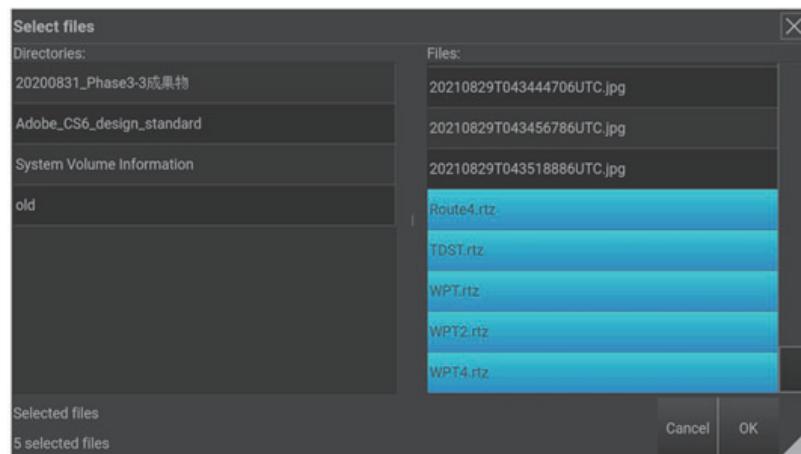 Select files
Directories:
20200831_Phase3-3成果物
Adobe_CS6_design_standard
System Volume Information
old
Files:
20210829T043444706UTC.jpg
20210829T043456786UTC.jpg
20210829T043518886UTC.jpg
Route4.rtz
TDST.rtz
WPT.rtz
WPT2.rtz
WPT4.rtz
Selected files
5 selected files
Cancel
OK